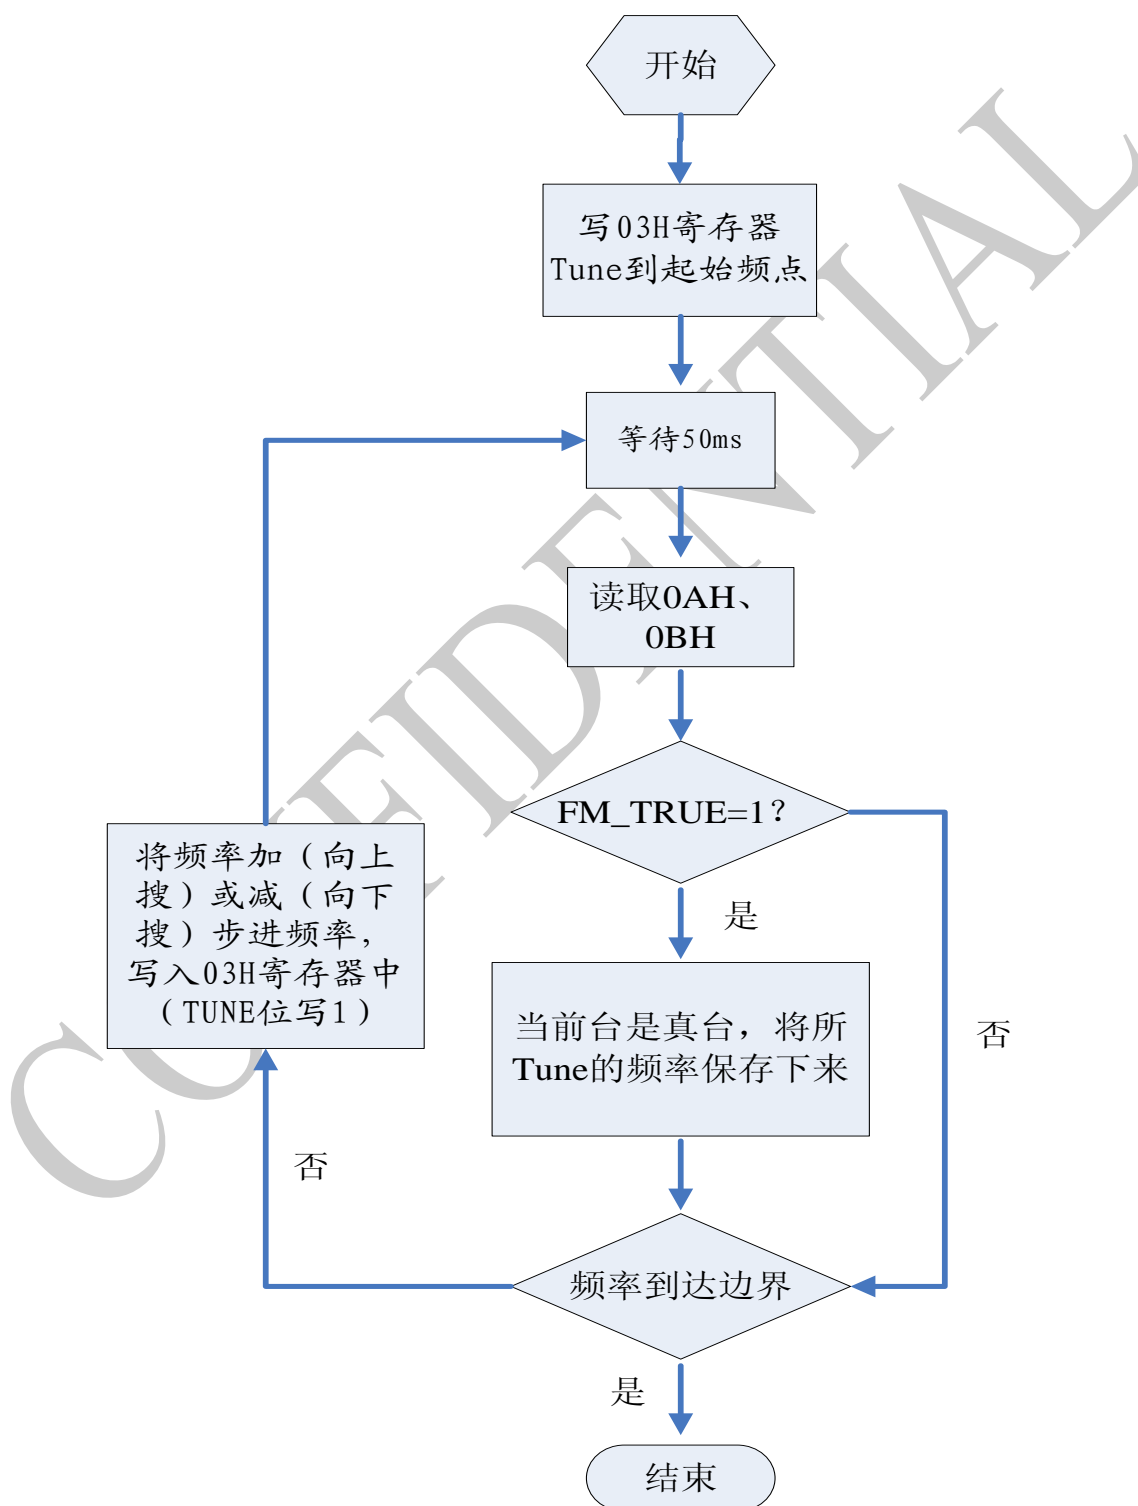 开始
写03H寄存器
Tune到起始频点
等待50ms
读取0AH、
0BH
FM_TRUE=1?
是
否
将频率加（向上
搜）或减（向下
搜）步进频率，
写入03H寄存器中
（TUNE位写1）
当前台是真台，将所
Tune的频率保存下来
否
频率到达边界
是
结束
CONFIDENTIAL